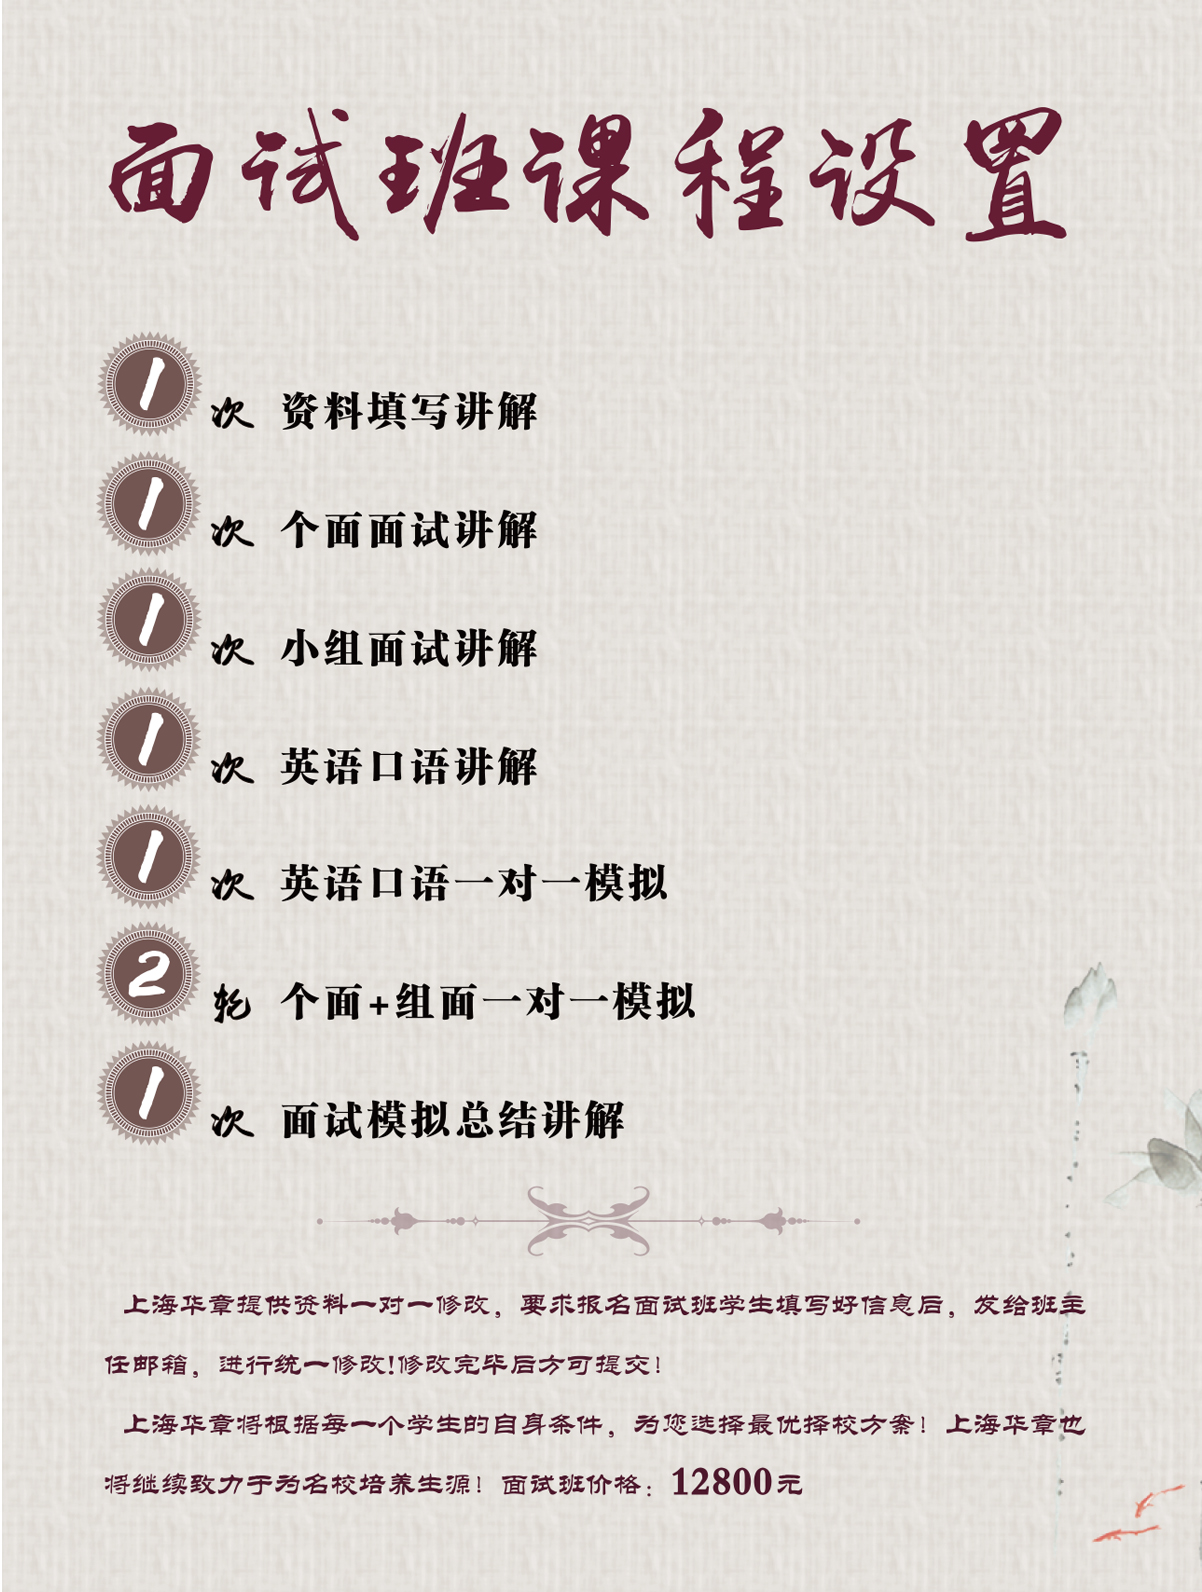 面试班课程设置
1次 资料填写讲解
1次 个面面试讲解
1次 小组面试讲解
1次 英语口语讲解
1次 英语口语一对一模拟
2轮 个面+组面一对一模拟
1次 面试模拟总结讲解
上海华章提供资料一对一修改，要求报名面试班学生填写好信息后，发给班主
任邮箱，进行统一修改!修改完毕后方可提交！
上海华章将根据每一个学生的自身条件，为您选择最优择校方案！上海华章也
将继续致力于为名校培养生源！面试班价格：12800元